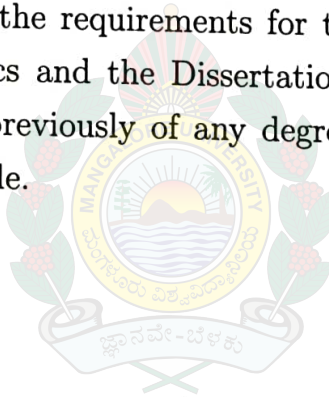 the requirements for t
cs and the Dissertatio
previously of any degre
le.
MANGALORE UNIVERSITY
ಮಂಗಳೂರು ವಿಶ್ವವಿದ್ಯಾನಿಲಯ
ಜ್ಞಾನವೇ-ಬೆಳಕು